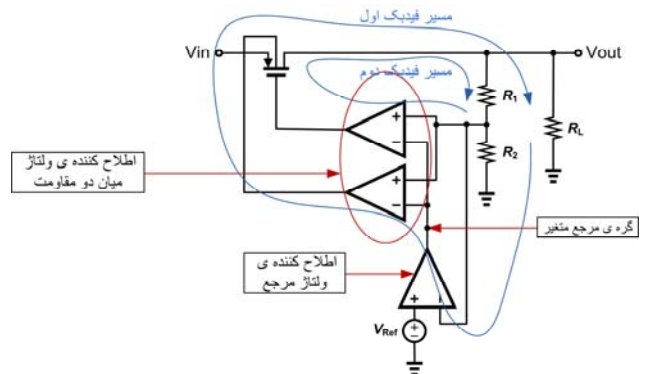 مسیر فیدبک اول
Vin
Vout
مسیر فیدبک دوم
R1
R2
RL
+
−
+
−
اطلاح کننده ی ولتاژ
میان دو مقاومت
گره ی مرجع متغیر
اطلاح کننده ی
ولتاژ مرجع
+
−
VRef
+
−